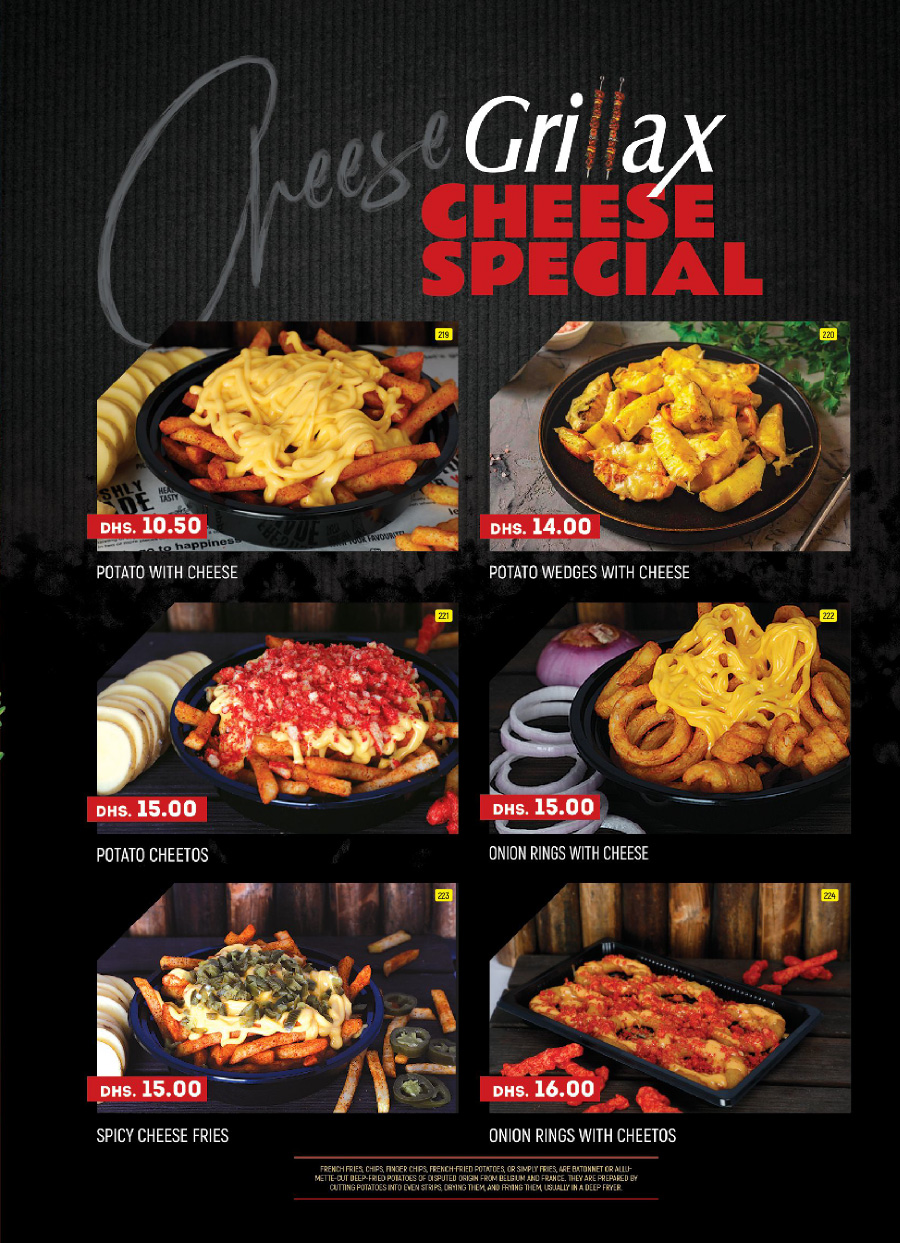 Cheese
Grillax
CHEESE
SPECIAL
219
DHS. 10.50
POTATO WITH CHEESE
220
DHS. 14.00
POTATO WEDGES WITH CHEESE
221
DHS. 15.00
POTATO CHEETOS
222
DHS. 15.00
ONION RINGS WITH CHEESE
223
DHS. 15.00
SPICY CHEESE FRIES
224
DHS. 16.00
ONION RINGS WITH CHEETOS
FRENCH FRIES, CHIPS, FINGER CHIPS, FRENCH-FRIED POTATOES, OR SIMPLY FRIES, ARE BATONNET OR ALLU-
METTE-CUT DEEP-FRIED POTATOES OF DISPUTED ORIGIN FROM BELGIUM AND FRANCE. THEY ARE PREPARED BY
CUTTING POTATOES INTO EVEN STRIPS, DRYING THEM, AND FRYING THEM, USUALLY IN A DEEP FRYER.